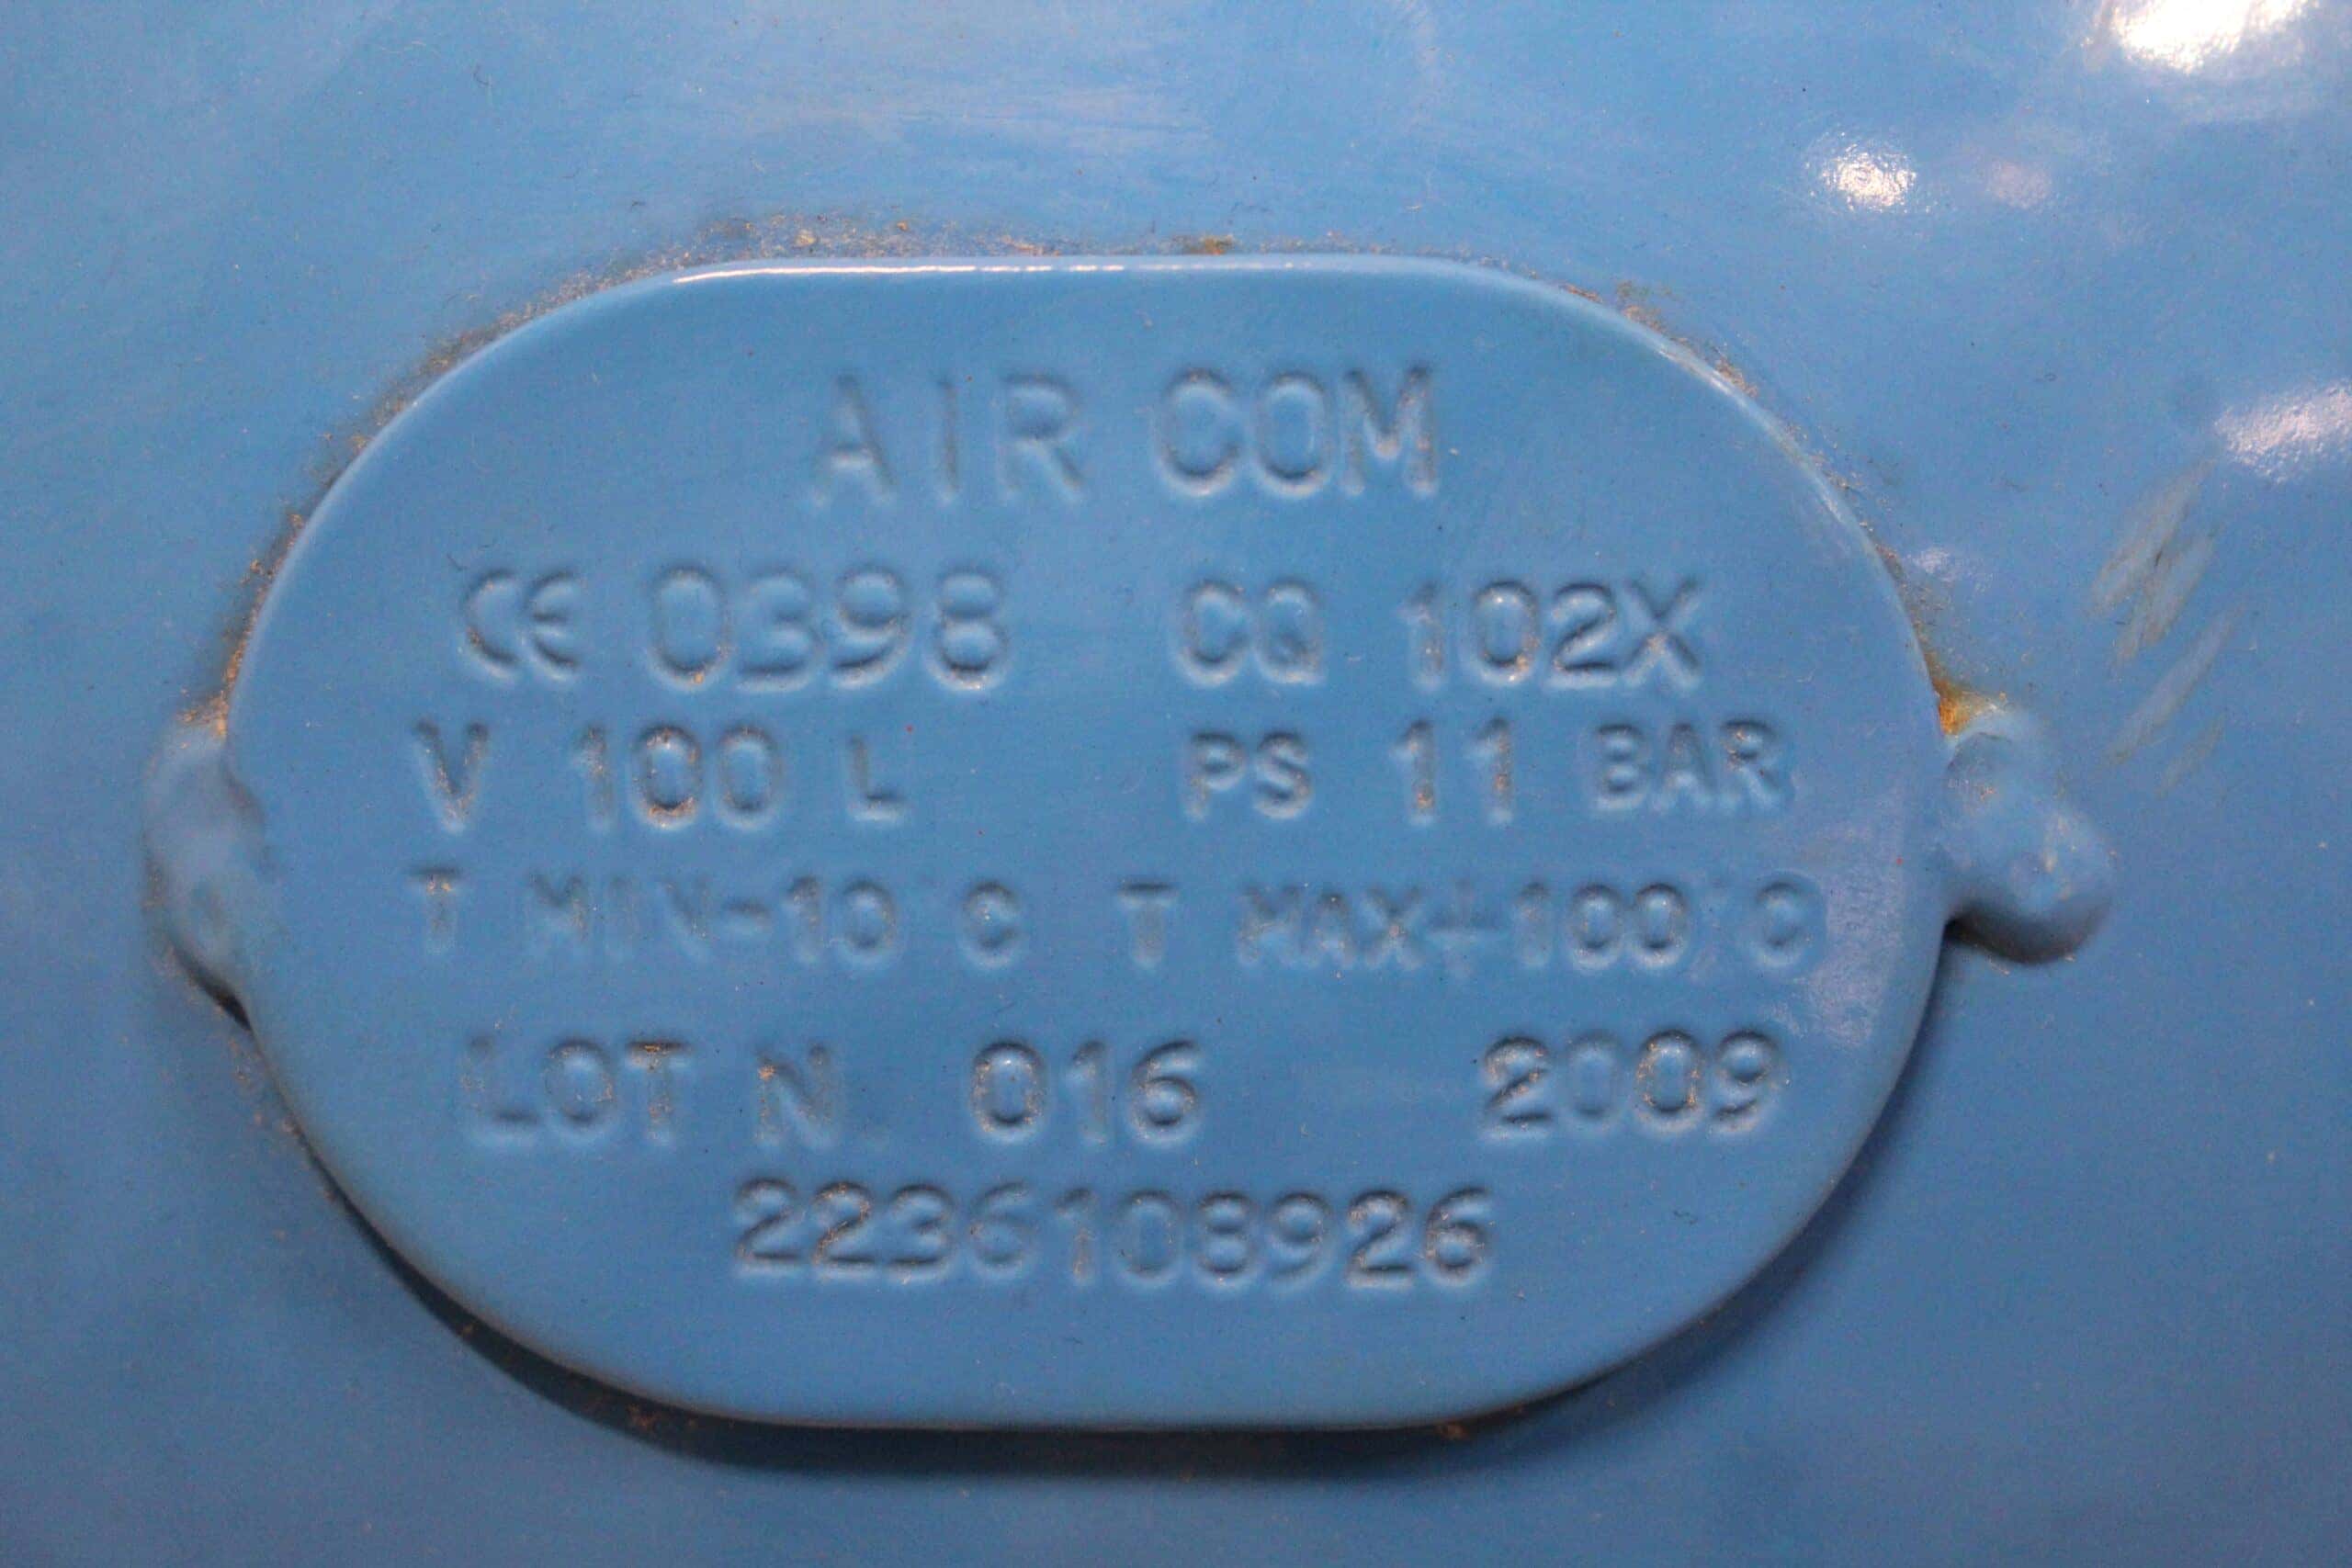 AIR COM
CE 0398 CQ 102X
V 100 L PS 11 BAR
T MIN-10°C T MAX+100°C
LOT N. 016 2009
2236108926